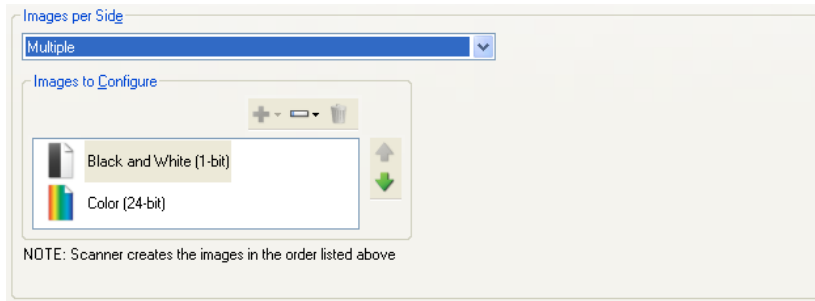 Images per Side
Multiple
Images to Configure
Black and White (1-bit)
Color (24-bit)
NOTE: Scanner creates the images in the order listed above